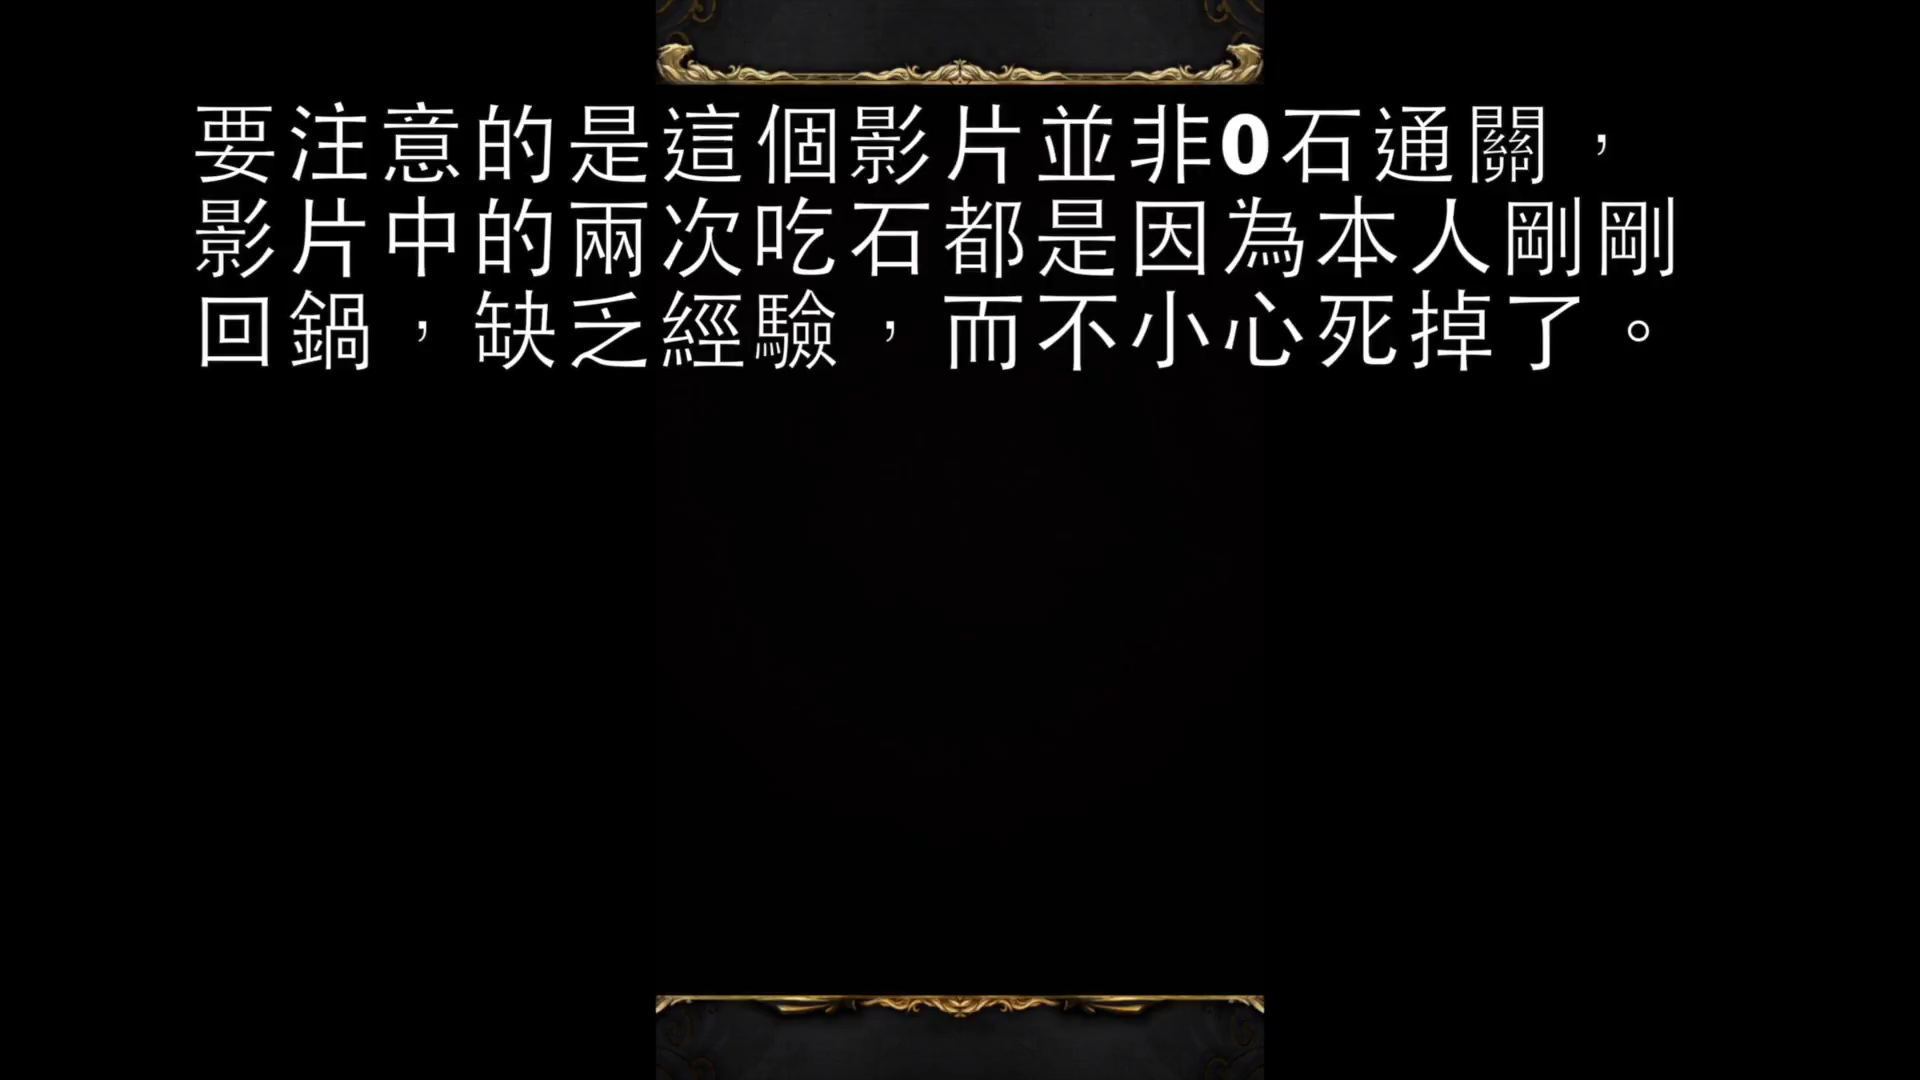 要注意的是這個影片並非0石通關，
影片中的兩次吃石都是因為本人剛剛
回鍋，缺乏經驗，而不小心死掉了。